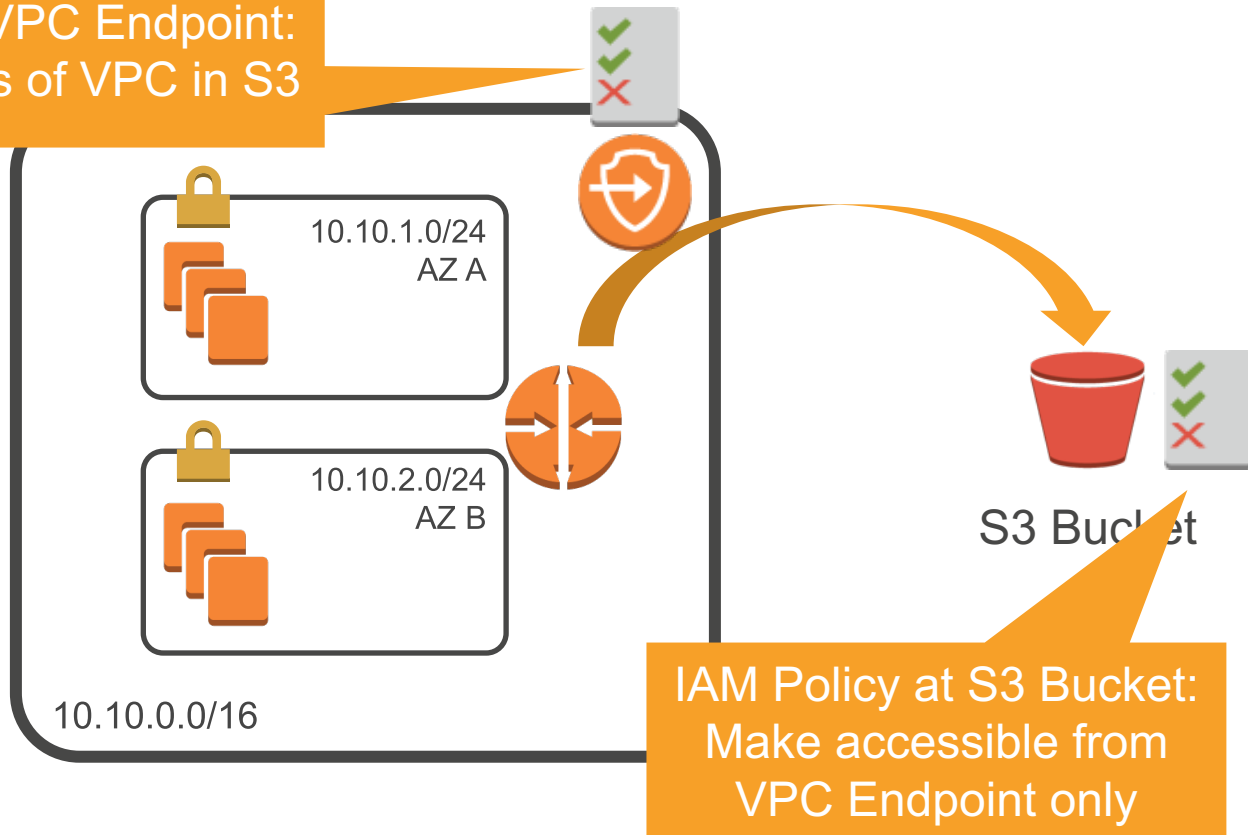 VPC Endpoint:
s of VPC in S3
10.10.1.0/24
AZ A
10.10.2.0/24
AZ B
S3 Bucket
10.10.0.0/16
IAM Policy at S3 Bucket:
Make accessible from
VPC Endpoint only